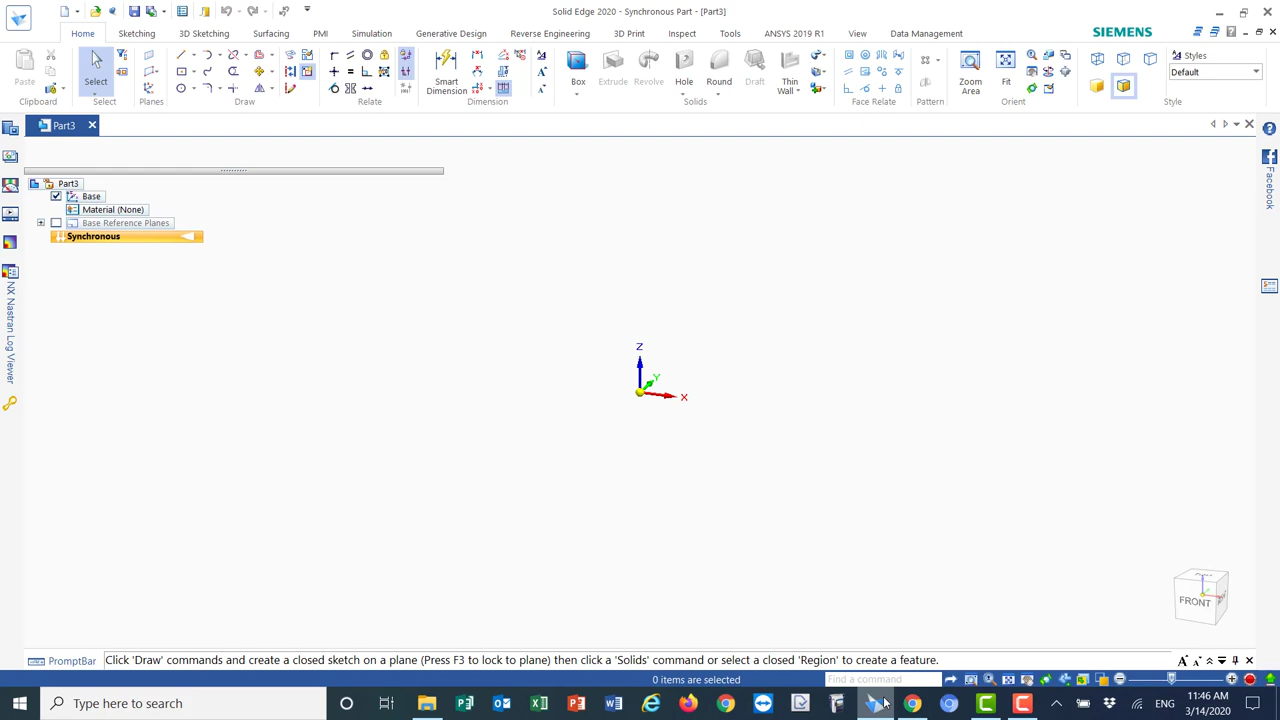 Solid Edge 2020 - Synchronous Part - [Part3]
Home Sketching 3D Sketching Surfacing PMI Simulation Generative Design Reverse Engineering 3D Print Inspect Tools ANSYS 2019 R1 View Data Management SIEMENS
Paste Select Smart Dimension Box Extrude Revolve Hole Round Draft Thin Wall Zoom Area Fit Styles
Default
Clipboard Select Planes Draw Relate Dimension Solids Face Relate Pattern Orient Style
Part3
Part3
Base
Material (None)
Base Reference Planes
Synchronous
NX Nastran Log Viewer
Facebook
Z
Y
X
FRONT
PromptBar Click 'Draw' commands and create a closed sketch on a plane (Press F3 to lock to plane) then click a 'Solids' command or select a closed 'Region' to create a feature.
0 items are selected Find a command
Type here to search
ENG
11:46 AM
3/14/2020